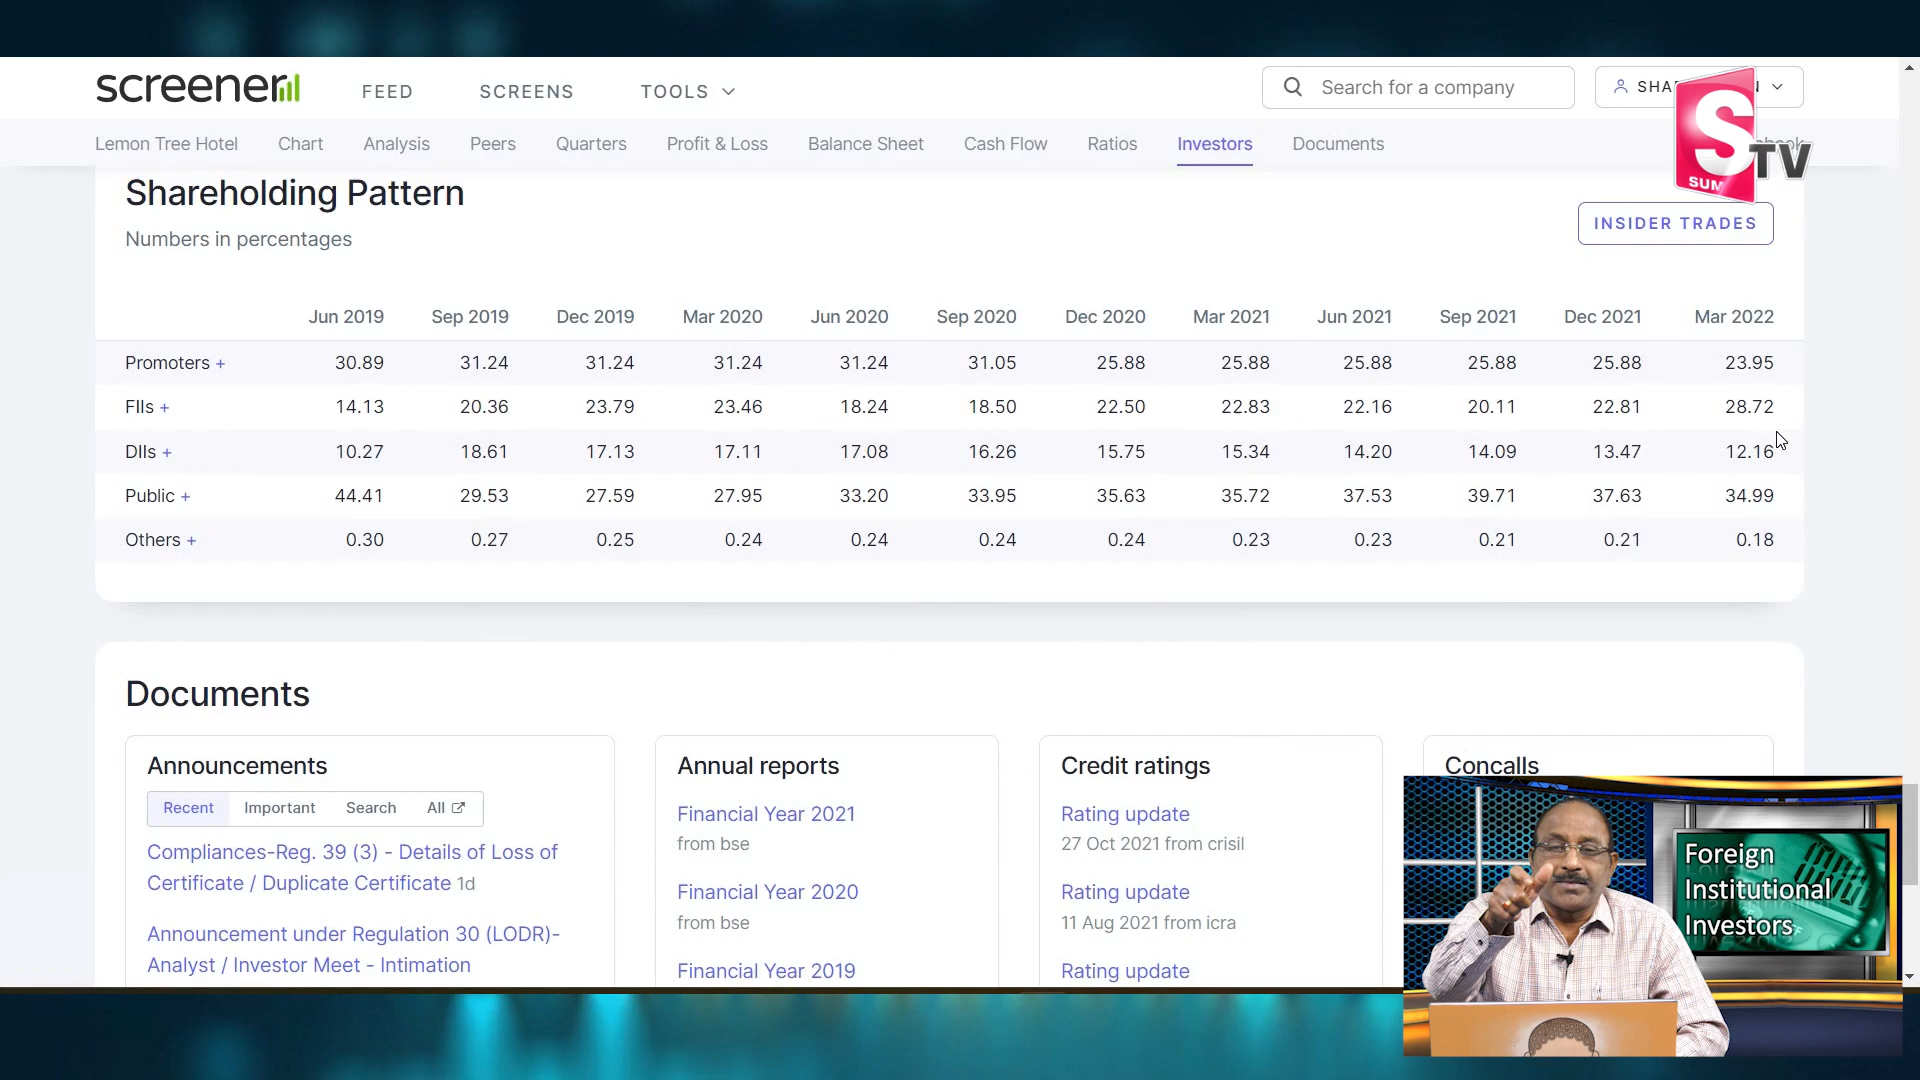 screener
FEED
SCREENS
TOOLS
Search for a company
Lemon Tree Hotel
Chart
Analysis
Peers
Quarters
Profit & Loss
Balance Sheet
Cash Flow
Ratios
Investors
Documents
S TV
Shareholding Pattern
Numbers in percentages
INSIDER TRADES
Jun 2019 Sep 2019 Dec 2019 Mar 2020 Jun 2020 Sep 2020 Dec 2020 Mar 2021 Jun 2021 Sep 2021 Dec 2021 Mar 2022
Promoters + 30.89 31.24 31.24 31.24 31.24 31.05 25.88 25.88 25.88 25.88 25.88 23.95
FIIs + 14.13 20.36 23.79 23.46 18.24 18.50 22.50 22.83 22.16 20.11 22.81 28.72
DIIs + 10.27 18.61 17.13 17.11 17.08 16.26 15.75 15.34 14.20 14.09 13.47 12.16
Public + 44.41 29.53 27.59 27.95 33.20 33.95 35.63 35.72 37.53 39.71 37.63 34.99
Others + 0.30 0.27 0.25 0.24 0.24 0.24 0.24 0.23 0.23 0.21 0.21 0.18
Documents
Announcements
Recent Important Search All
Compliances-Reg. 39 (3) - Details of Loss of
Certificate / Duplicate Certificate 1d
Announcement under Regulation 30 (LODR)-
Analyst / Investor Meet - Intimation
Annual reports
Financial Year 2021
from bse
Financial Year 2020
from bse
Financial Year 2019
Credit ratings
Rating update
27 Oct 2021 from crisil
Rating update
11 Aug 2021 from icra
Rating update
Concalls
Foreign
Institutional
Investors